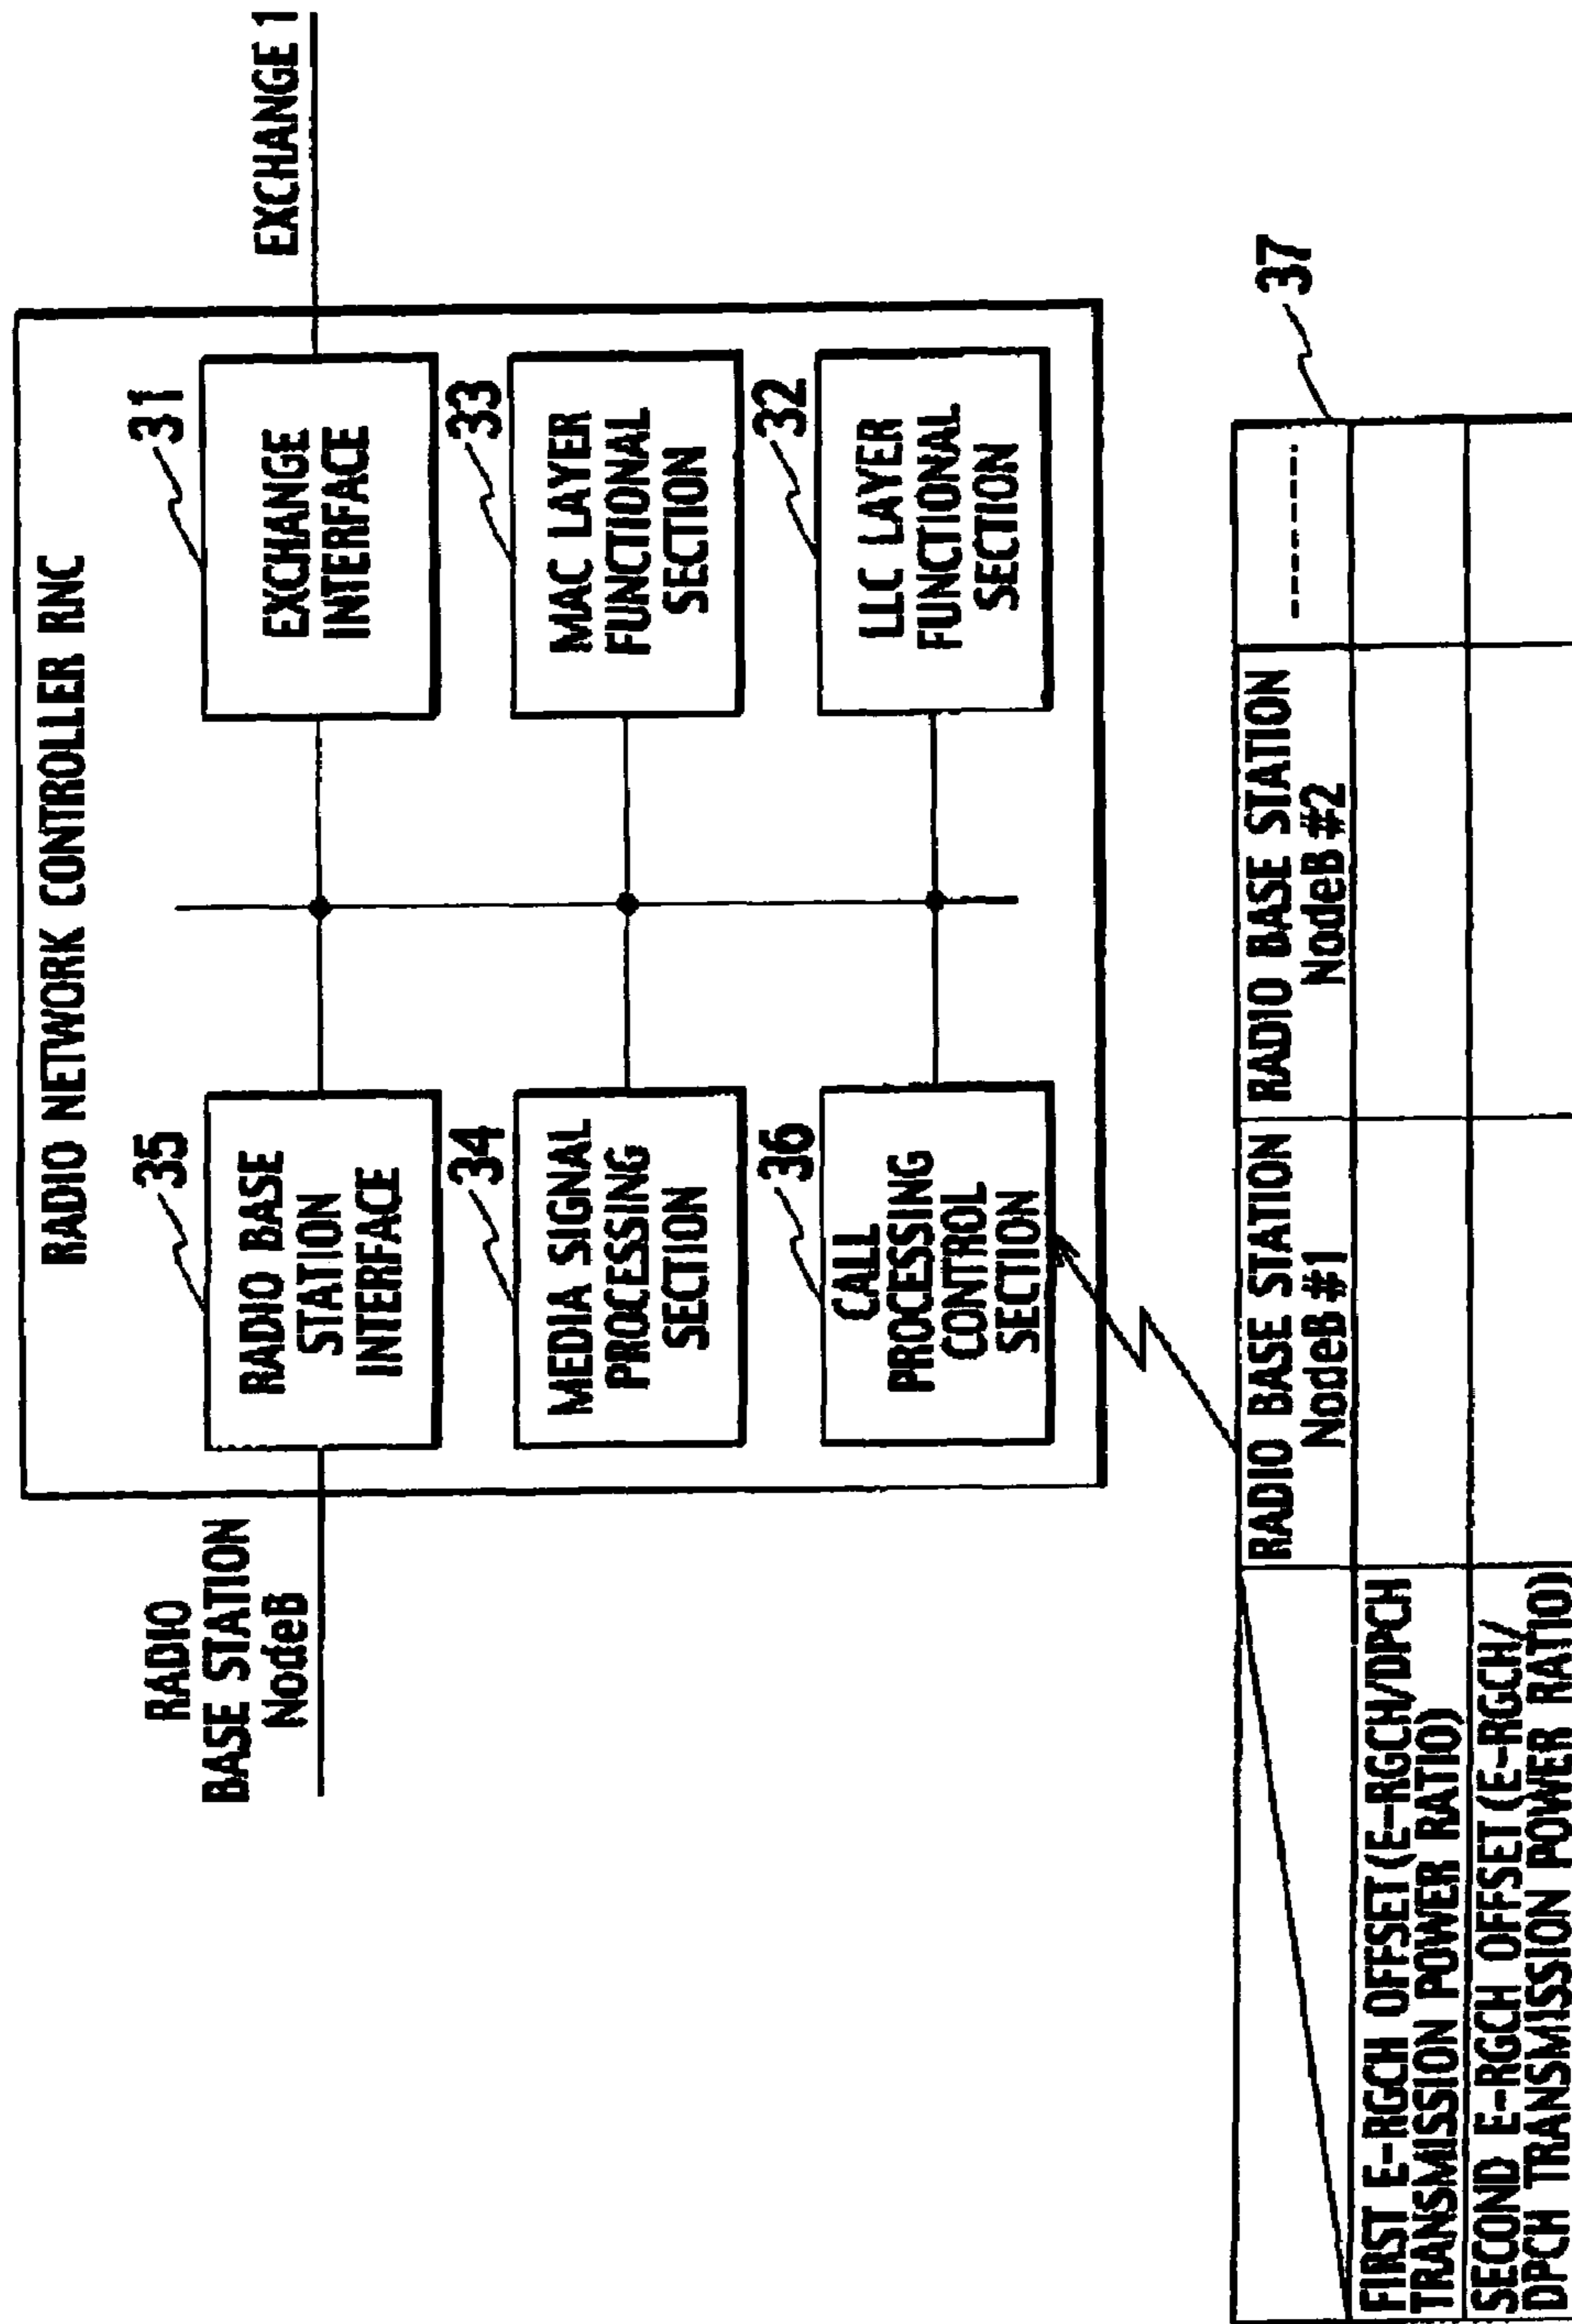 RADIO NETWORK CONTROLLER RNC
RADIO
BASE STATION
NodeB
EXCHANGE 1
35
RADIO BASE
STATION
INTERFACE
31
EXCHANGE
INTERFACE
34
MEDIA SIGNAL
PROCESSING
SECTION
33
MAC LAYER
FUNCTIONAL
SECTION
36
CALL
PROCESSING
CONTROL
SECTION
32
LLC LAYER
FUNCTIONAL
SECTION
37
RADIO BASE STATION
NodeB #1
RADIO BASE STATION
NodeB #2
FIRST E-RGCH OFFSET(E-RGCH/DPCH
TRANSMISSION POWER RATIO)
SECOND E-RGCH OFFSET(E-RGCH/
DPCH TRANSMISSION POWER RATIO)